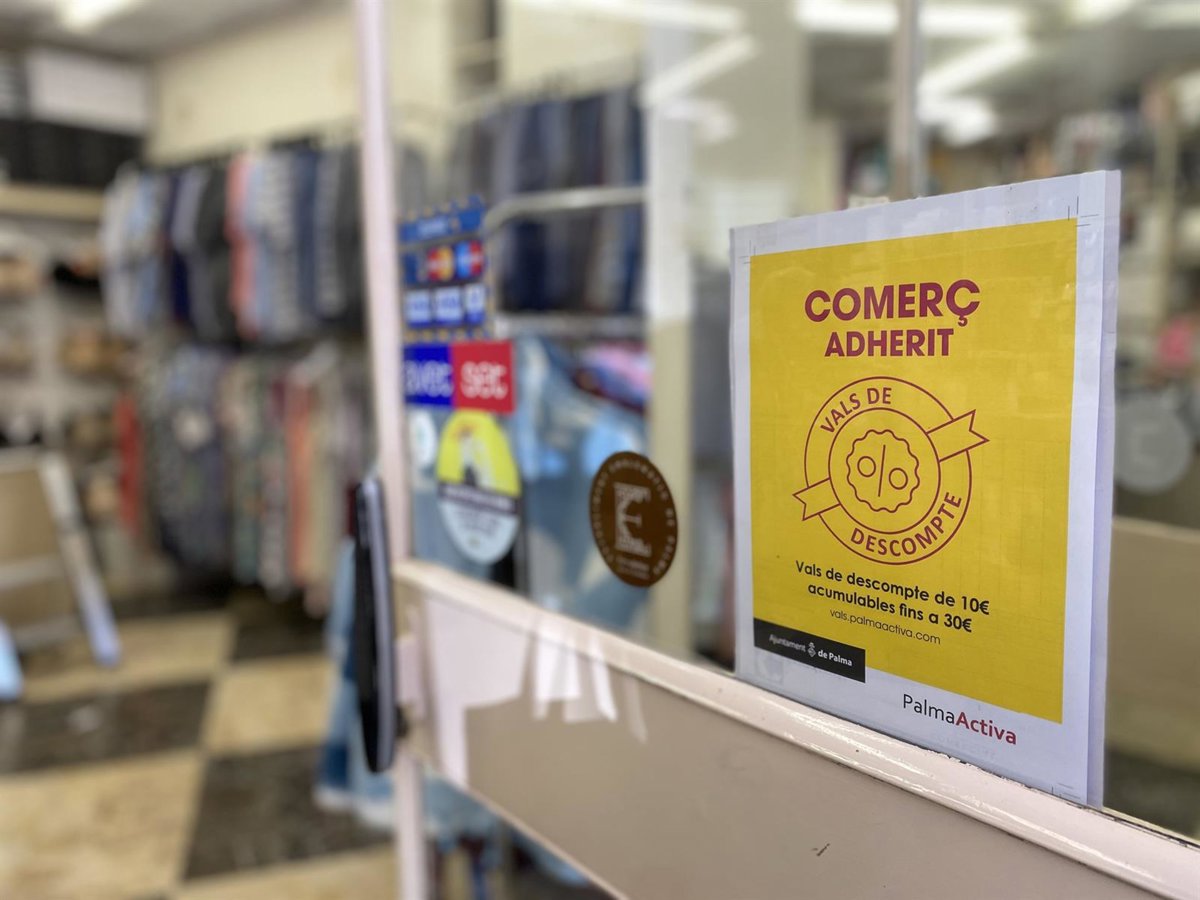 COMERÇ
ADHERIT
VALS DE
DESCOMPTE
Vals de descompte de 10€
acumulables fins a 30€
vals.palmaactiva.com
Ajuntament de Palma
PalmaActiva